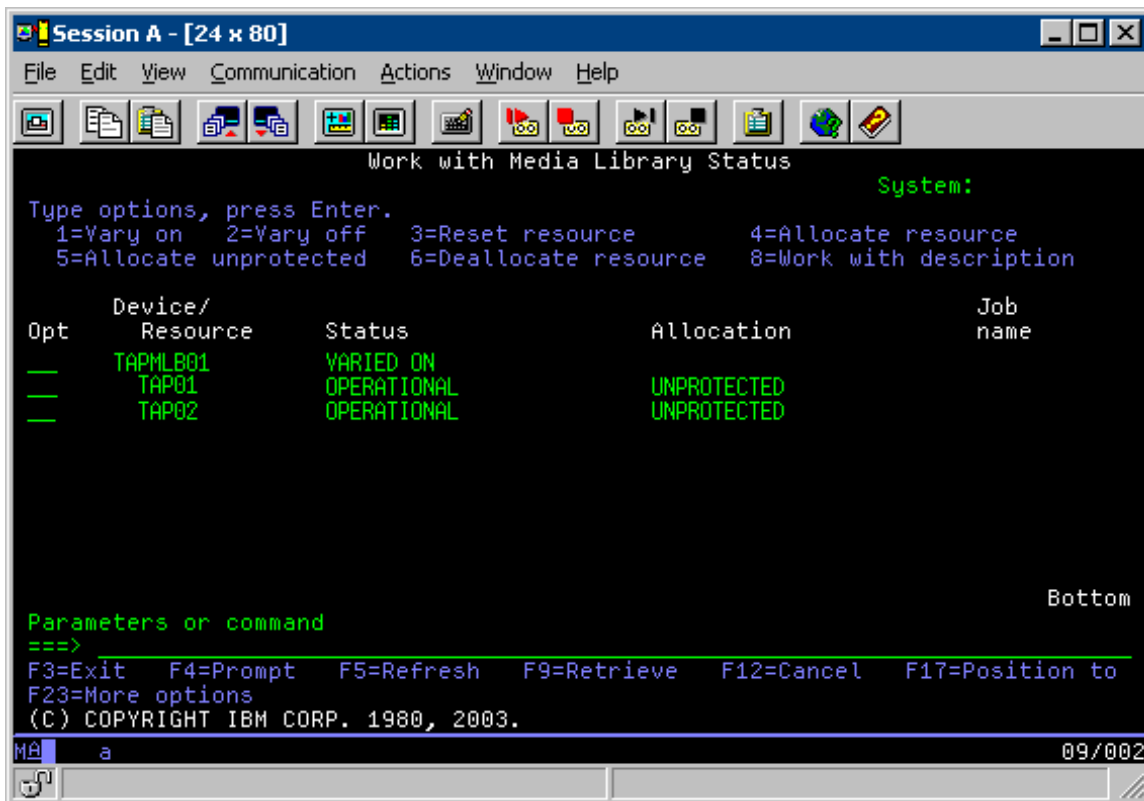 Session A - [24 x 80]
File Edit View Communication Actions Window Help
Work with Media Library Status
System:
Type options, press Enter.
1=Vary on 2=Vary off 3=Reset resource 4=Allocate resource
5=Allocate unprotected 6=Deallocate resource 8=Work with description
Device/ Job
Opt Resource Status Allocation name
TAPMLB01 VARIED ON
TAP01 OPERATIONAL UNPROTECTED
TAP02 OPERATIONAL UNPROTECTED
Bottom
Parameters or command
===>
F3=Exit F4=Prompt F5=Refresh F9=Retrieve F12=Cancel F17=Position to
F23=More options
(C) COPYRIGHT IBM CORP. 1980, 2003.
MA a 09/002